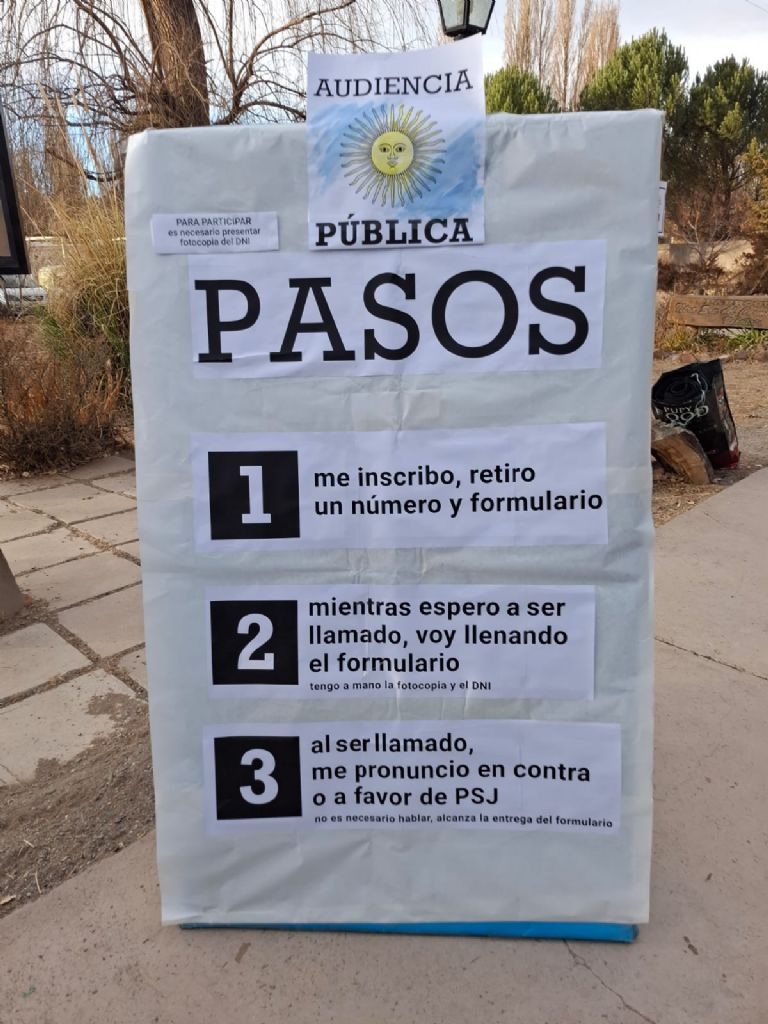 AUDIENCIA
PÚBLICA
PARA PARTICIPAR
es necesario presentar
fotocopia del DNI
PASOS
1
me inscribo, retiro
un número y formulario
2
mientras espero a ser
llamado, voy llenando
el formulario
tengo a mano la fotocopia y el DNI
3
al ser llamado,
me pronuncio en contra
o a favor de PSJ
no es necesario hablar, alcanza la entrega del formulario